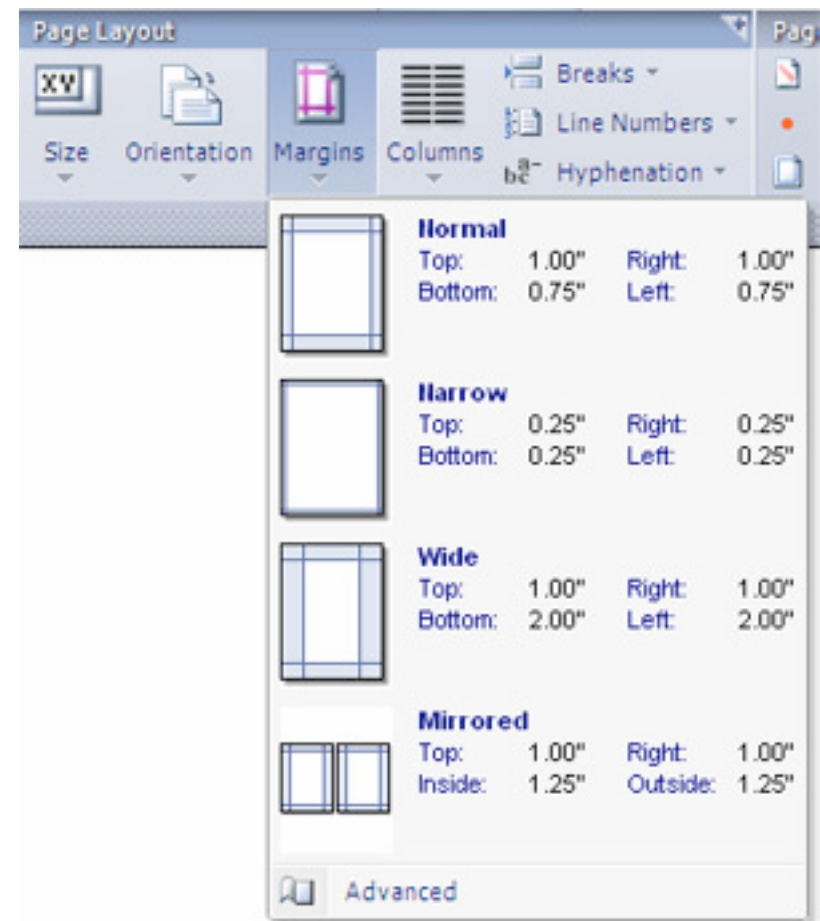 Page Layout
Pag
XY
Size
Orientation
Margins
Columns
Breaks
Line Numbers
Hyphenation
Normal
Top: 1.00" Right: 1.00"
Bottom: 0.75" Left: 0.75"
Narrow
Top: 0.25" Right: 0.25"
Bottom: 0.25" Left: 0.25"
Wide
Top: 1.00" Right: 1.00"
Bottom: 2.00" Left: 2.00"
Mirrored
Top: 1.00" Right: 1.00"
Inside: 1.25" Outside: 1.25"
Advanced